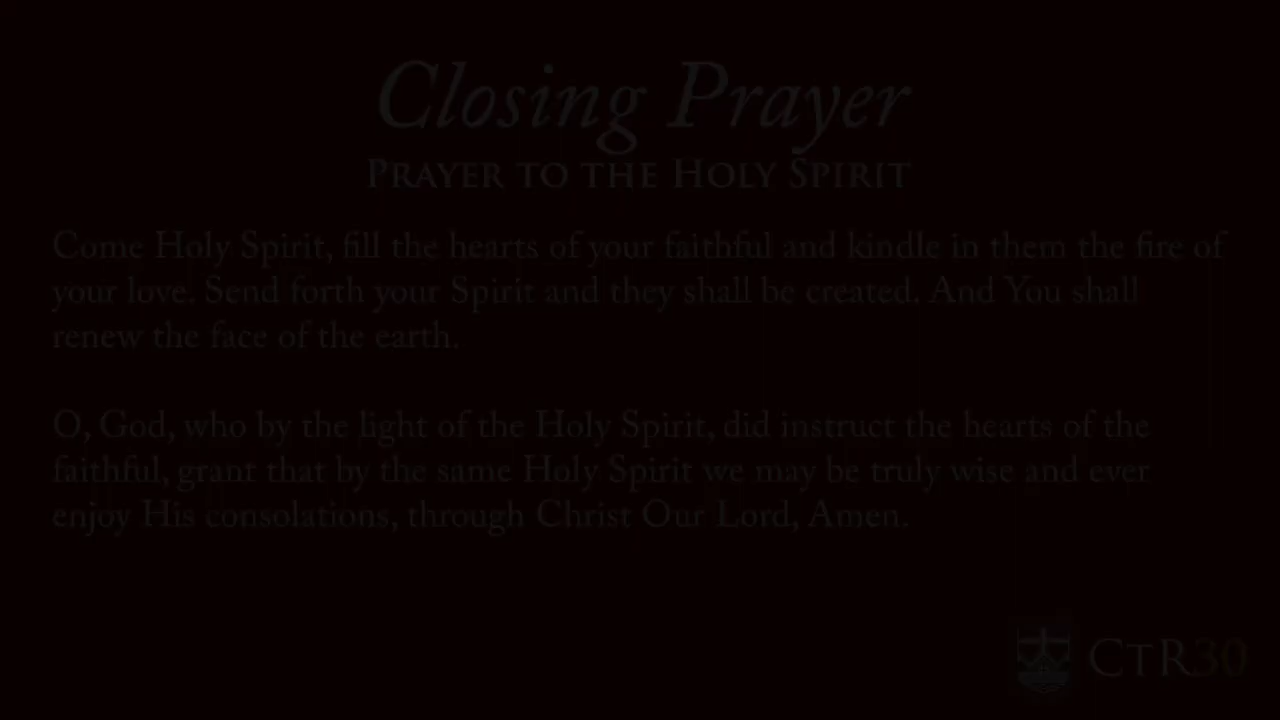 Closing Prayer
Prayer to the Holy Spirit
Come Holy Spirit, fill the hearts of your faithful and kindle in them the fire of
your love. Send forth your Spirit and they shall be created. And You shall
renew the face of the earth.
O, God, who by the light of the Holy Spirit, did instruct the hearts of the
faithful, grant that by the same Holy Spirit we may be truly wise and ever
enjoy His consolations, through Christ Our Lord, Amen.
CtR30